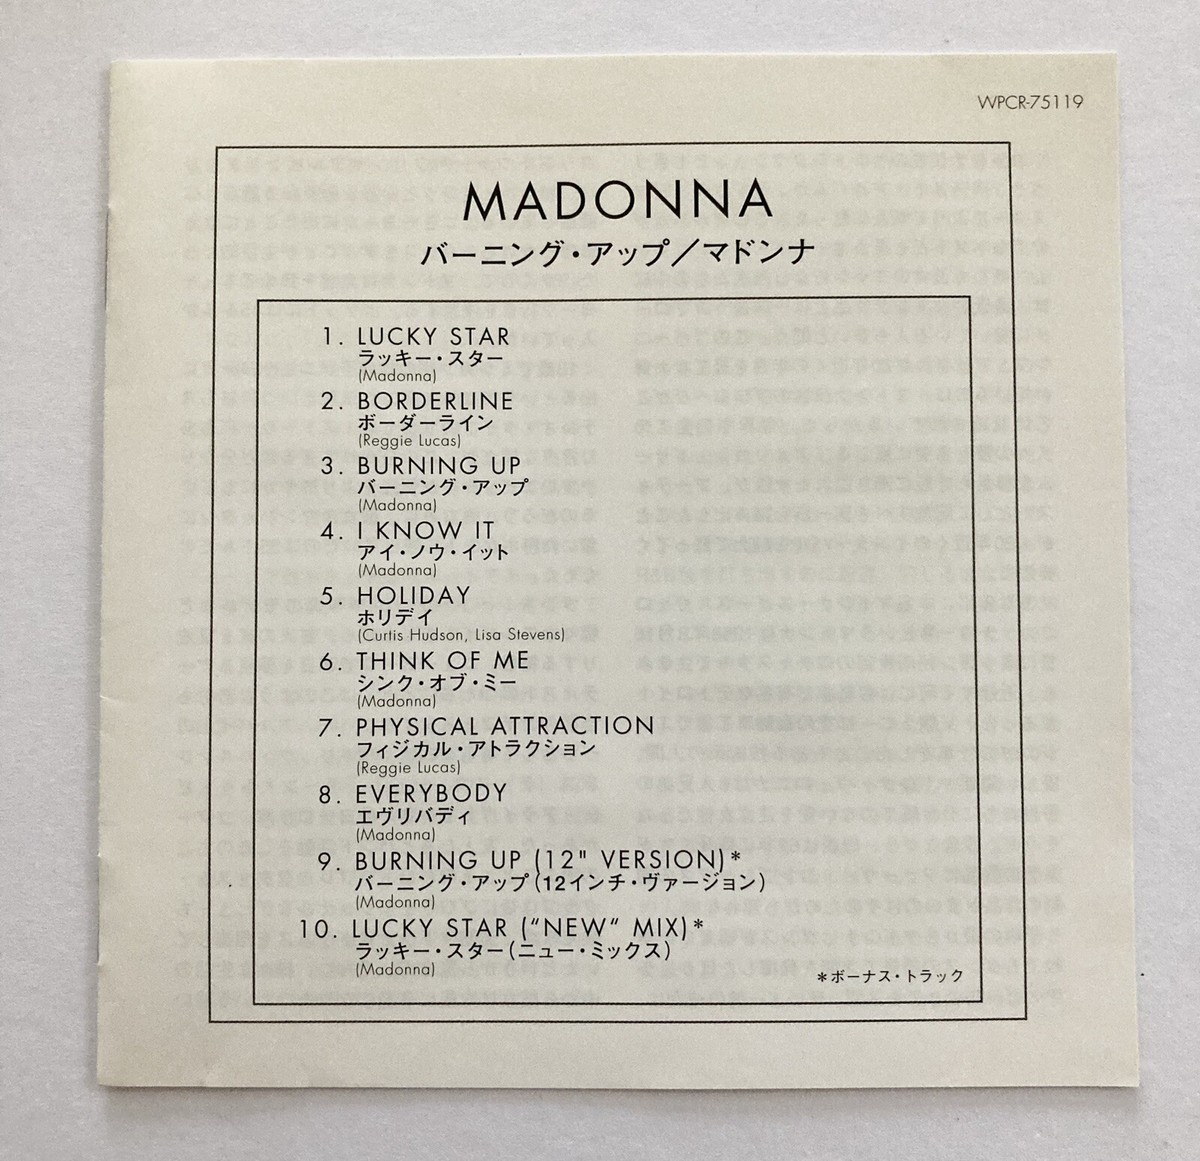 WPCR-75119
MADONNA
バーニング・アップ／マドンナ
1. LUCKY STAR
ラッキー・スター
(Madonna)
2. BORDERLINE
ボーダーライン
(Reggie Lucas)
3. BURNING UP
バーニング・アップ
(Madonna)
4. I KNOW IT
アイ・ノウ・イット
(Madonna)
5. HOLIDAY
ホリデイ
(Curtis Hudson, Lisa Stevens)
6. THINK OF ME
シンク・オブ・ミー
(Madonna)
7. PHYSICAL ATTRACTION
フィジカル・アトラクション
(Reggie Lucas)
8. EVERYBODY
エヴリバディ
(Madonna)
9. BURNING UP (12" VERSION)*
バーニング・アップ(12インチ・ヴァージョン)
(Madonna)
10. LUCKY STAR (“NEW“ MIX)*
ラッキー・スター(ニュー・ミックス)
(Madonna)
*ボーナス・トラック